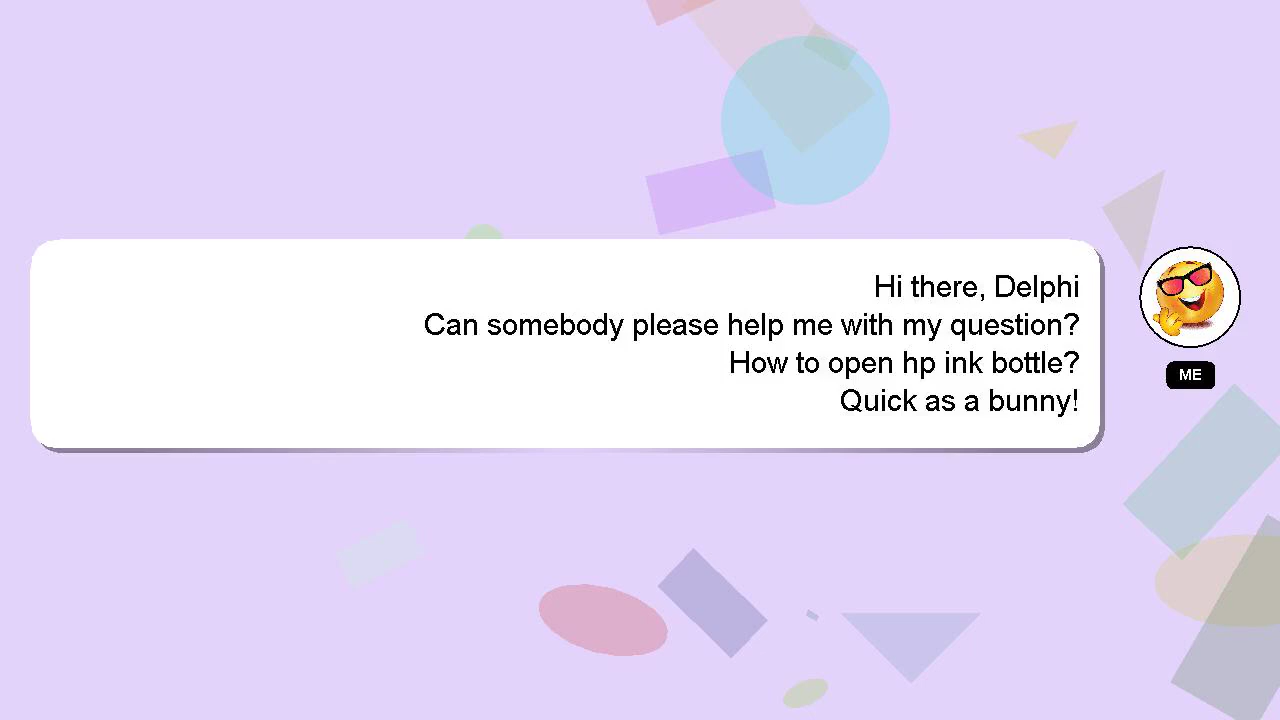 Hi there, Delphi
Can somebody please help me with my question?
How to open hp ink bottle?
Quick as a bunny!
ME